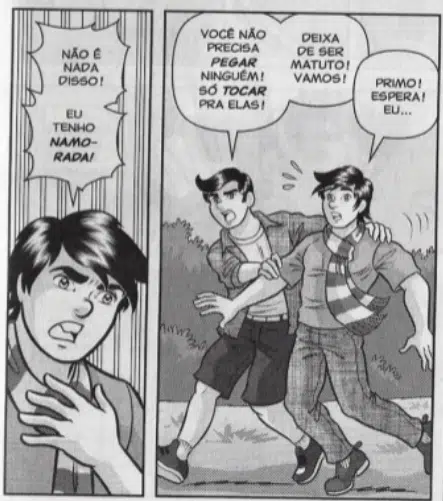 NÃO É
NADA
DISSO!
EU
TENHO
NAMO-
RADA!
VOCÊ NÃO
PRECISA
PEGAR
NINGUÉM!
SÓ TOCAR
PRA ELAS!
DEIXA
DE SER
MATUTO!
VAMOS!
PRIMO!
ESPERA!
EU...